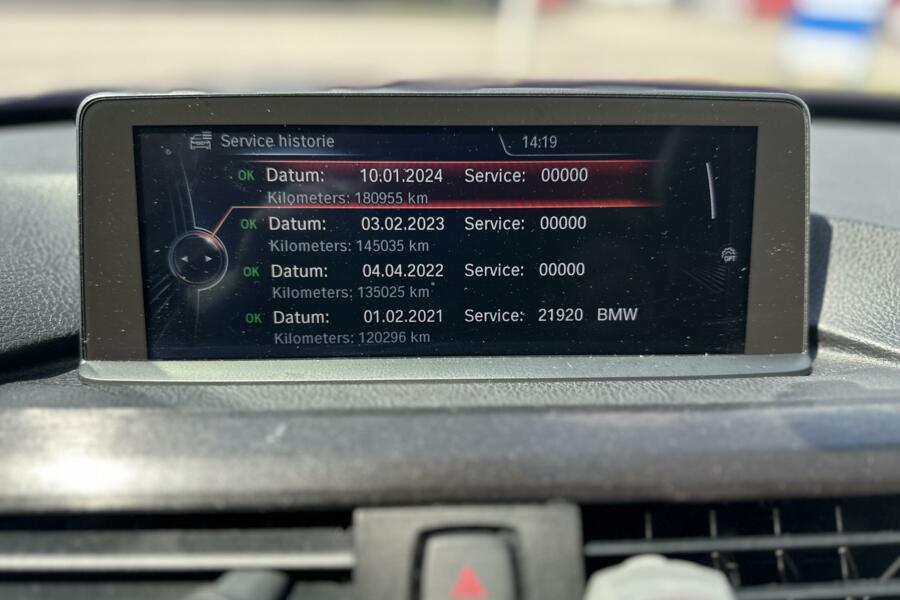 Service historie 14:19
OK Datum: 10.01.2024 Service: 00000
Kilometers: 180955 km
OK Datum: 03.02.2023 Service: 00000
Kilometers: 145035 km
OK Datum: 04.04.2022 Service: 00000
Kilometers: 135025 km
OK Datum: 01.02.2021 Service: 21920 BMW
Kilometers: 120296 km